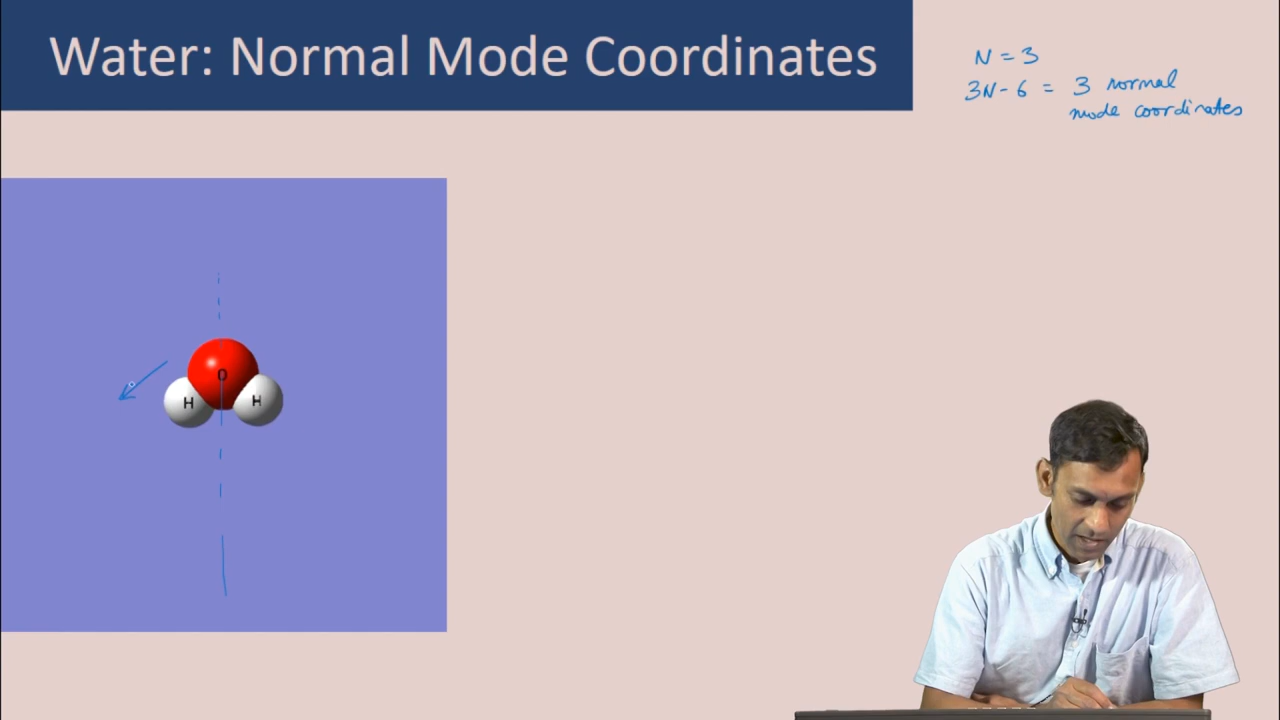 Water: Normal Mode Coordinates
N = 3
3N - 6 = 3 normal
mode coordinates
O
H
H